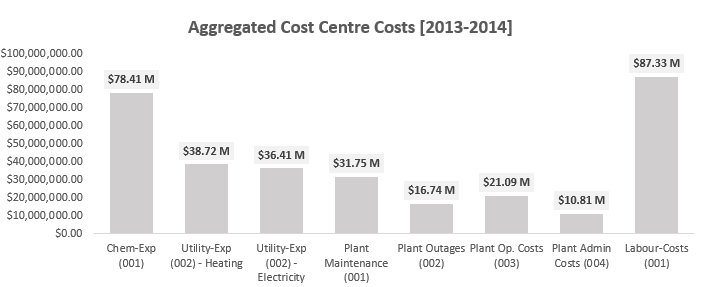 Aggregated Cost Centre Costs [2013-2014]
$100,000,000.00
$90,000,000.00
$80,000,000.00
$70,000,000.00
$60,000,000.00
$50,000,000.00
$40,000,000.00
$30,000,000.00
$20,000,000.00
$10,000,000.00
$0.00
$78.41 M
$38.72 M
$36.41 M
$31.75 M
$16.74 M
$21.09 M
$10.81 M
$87.33 M
Chem-Exp
(001)
Utility-Exp
(002) - Heating
Utility-Exp
(002) -
Electricity
Plant
Maintenance
(001)
Plant Outages
(002)
Plant Op. Costs
(003)
Plant Admin
Costs (004)
Labour-Costs
(001)